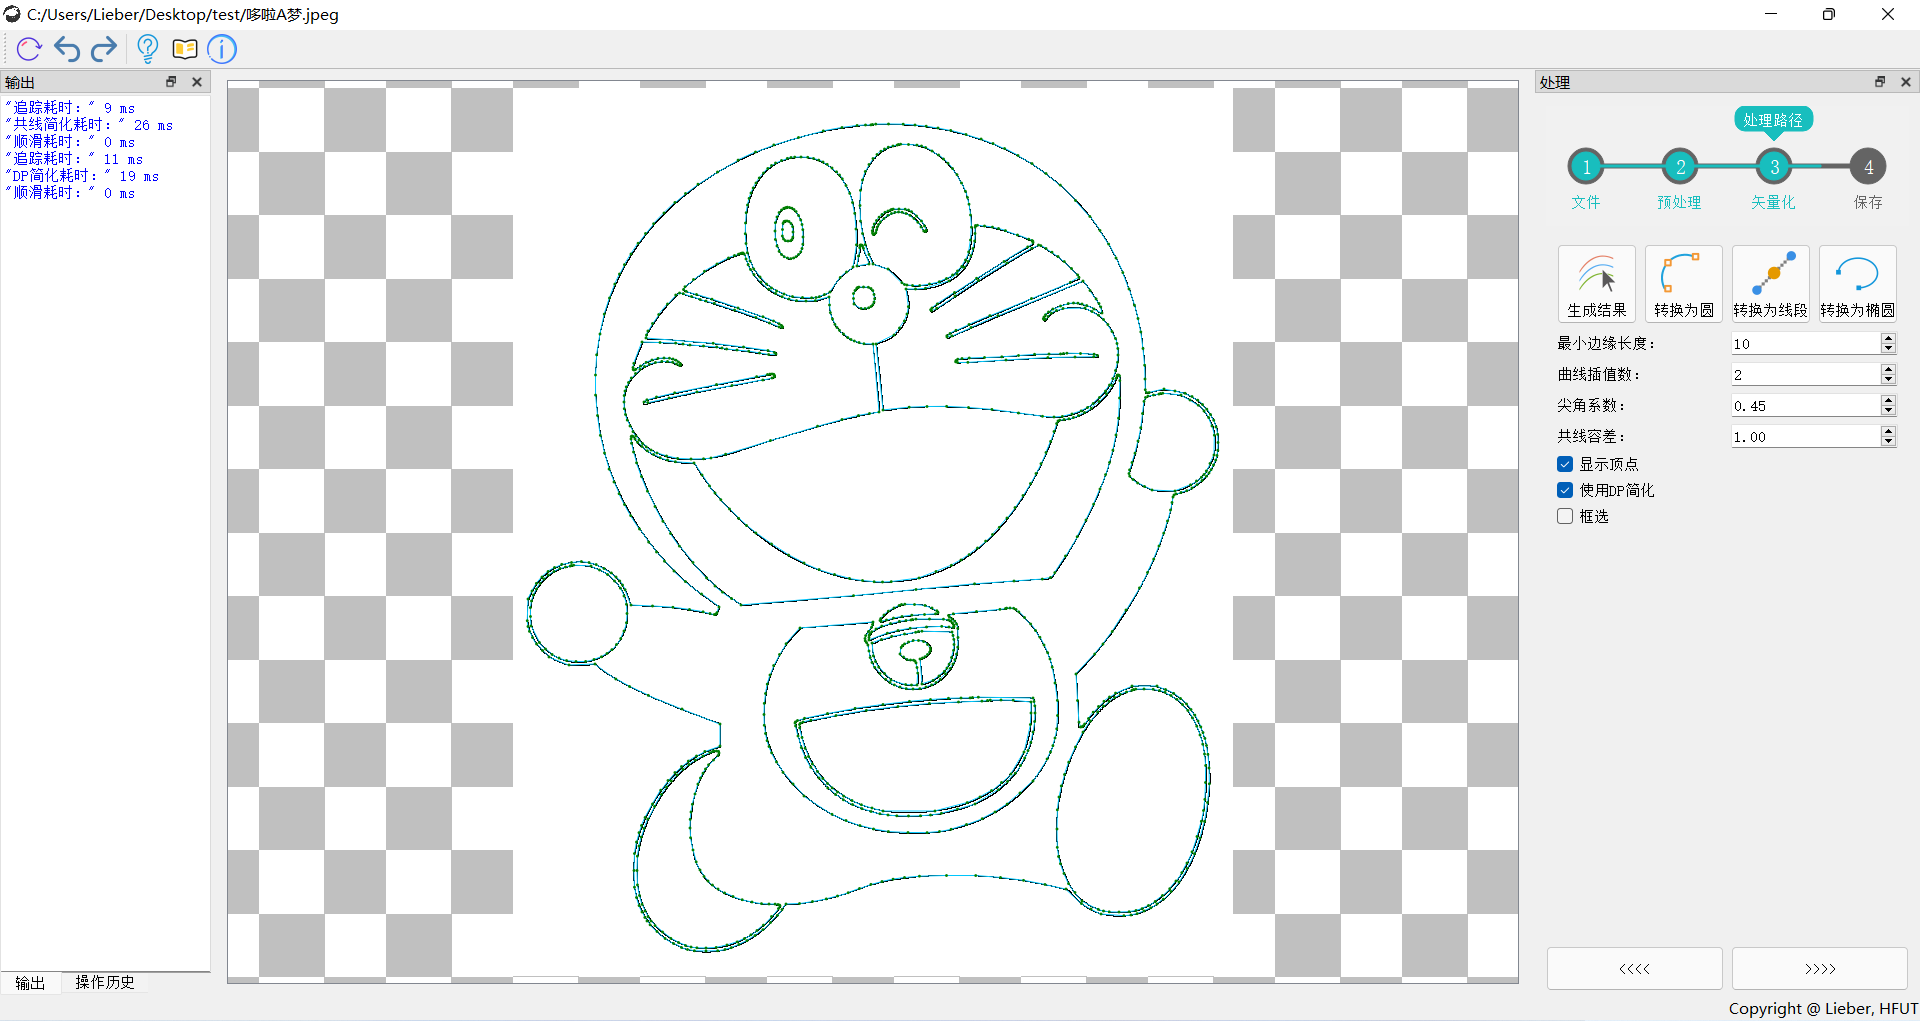 C:/Users/Lieber/Desktop/test/哆啦A梦.jpeg
输出
"追踪耗时：" 9 ms
"共线简化耗时：" 26 ms
"顺滑耗时：" 0 ms
"追踪耗时：" 11 ms
"DP简化耗时：" 19 ms
"顺滑耗时：" 0 ms
输出
操作历史
处理
处理路径
1 2 3 4
文件 预处理 矢量化 保存
生成结果 转换为圆 转换为线段 转换为椭圆
最小边缘长度： 10
曲线插值数： 2
尖角系数： 0.45
共线容差： 1.00
显示顶点
使用DP简化
框选
<<<< >>>>
Copyright @ Lieber, HFUT